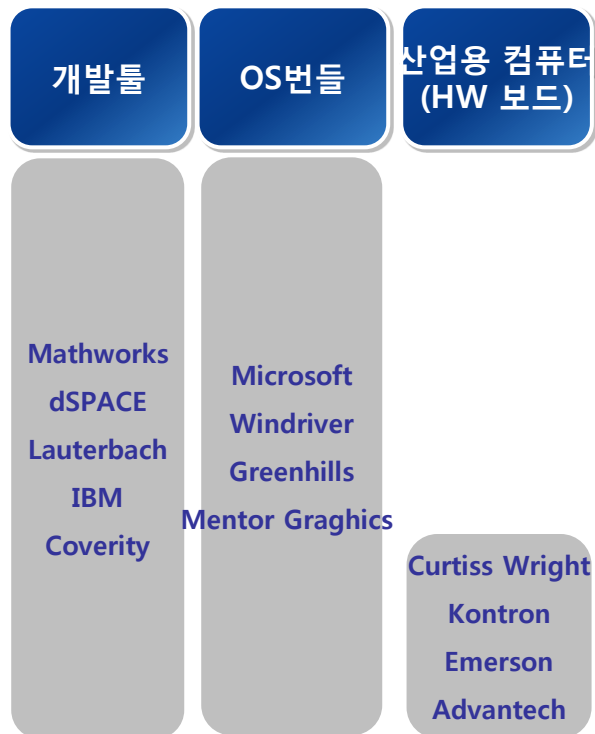 개발툴
OS번들
산업용 컴퓨터
(HW 보드)
Mathworks
dSPACE
Lauterbach
IBM
Coverity
Microsoft
Windriver
Greenhills
Mentor Graghics
Curtiss Wright
Kontron
Emerson
Advantech